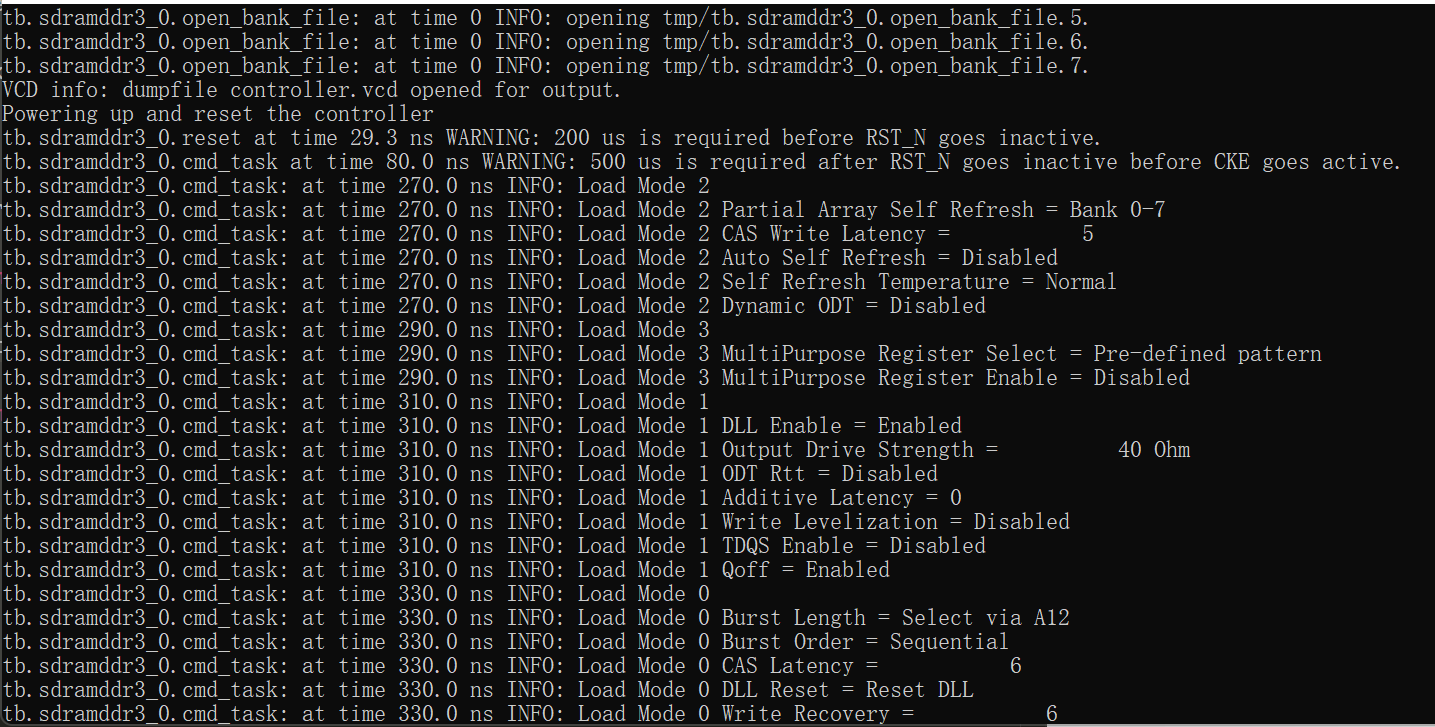 tb.sdramddr3_0.open_bank_file: at time 0 INFO: opening tmp/tb.sdramddr3_0.open_bank_file.5.
tb.sdramddr3_0.open_bank_file: at time 0 INFO: opening tmp/tb.sdramddr3_0.open_bank_file.6.
tb.sdramddr3_0.open_bank_file: at time 0 INFO: opening tmp/tb.sdramddr3_0.open_bank_file.7.
VCD info: dumpfile controller.vcd opened for output.
Powering up and reset the controller
tb.sdramddr3_0.reset at time 29.3 ns WARNING: 200 us is required before RST_N goes inactive.
tb.sdramddr3_0.cmd_task at time 80.0 ns WARNING: 500 us is required after RST_N goes inactive before CKE goes active.
tb.sdramddr3_0.cmd_task: at time 270.0 ns INFO: Load Mode 2
tb.sdramddr3_0.cmd_task: at time 270.0 ns INFO: Load Mode 2 Partial Array Self Refresh = Bank 0-7
tb.sdramddr3_0.cmd_task: at time 270.0 ns INFO: Load Mode 2 CAS Write Latency =           5
tb.sdramddr3_0.cmd_task: at time 270.0 ns INFO: Load Mode 2 Auto Self Refresh = Disabled
tb.sdramddr3_0.cmd_task: at time 270.0 ns INFO: Load Mode 2 Self Refresh Temperature = Normal
tb.sdramddr3_0.cmd_task: at time 270.0 ns INFO: Load Mode 2 Dynamic ODT = Disabled
tb.sdramddr3_0.cmd_task: at time 290.0 ns INFO: Load Mode 3
tb.sdramddr3_0.cmd_task: at time 290.0 ns INFO: Load Mode 3 MultiPurpose Register Select = Pre-defined pattern
tb.sdramddr3_0.cmd_task: at time 290.0 ns INFO: Load Mode 3 MultiPurpose Register Enable = Disabled
tb.sdramddr3_0.cmd_task: at time 310.0 ns INFO: Load Mode 1
tb.sdramddr3_0.cmd_task: at time 310.0 ns INFO: Load Mode 1 DLL Enable = Enabled
tb.sdramddr3_0.cmd_task: at time 310.0 ns INFO: Load Mode 1 Output Drive Strength =          40 Ohm
tb.sdramddr3_0.cmd_task: at time 310.0 ns INFO: Load Mode 1 ODT Rtt = Disabled
tb.sdramddr3_0.cmd_task: at time 310.0 ns INFO: Load Mode 1 Additive Latency = 0
tb.sdramddr3_0.cmd_task: at time 310.0 ns INFO: Load Mode 1 Write Levelization = Disabled
tb.sdramddr3_0.cmd_task: at time 310.0 ns INFO: Load Mode 1 TDQS Enable = Disabled
tb.sdramddr3_0.cmd_task: at time 310.0 ns INFO: Load Mode 1 Qoff = Enabled
tb.sdramddr3_0.cmd_task: at time 330.0 ns INFO: Load Mode 0
tb.sdramddr3_0.cmd_task: at time 330.0 ns INFO: Load Mode 0 Burst Length = Select via A12
tb.sdramddr3_0.cmd_task: at time 330.0 ns INFO: Load Mode 0 Burst Order = Sequential
tb.sdramddr3_0.cmd_task: at time 330.0 ns INFO: Load Mode 0 CAS Latency =           6
tb.sdramddr3_0.cmd_task: at time 330.0 ns INFO: Load Mode 0 DLL Reset = Reset DLL
tb.sdramddr3_0.cmd_task: at time 330.0 ns INFO: Load Mode 0 Write Recovery =           6